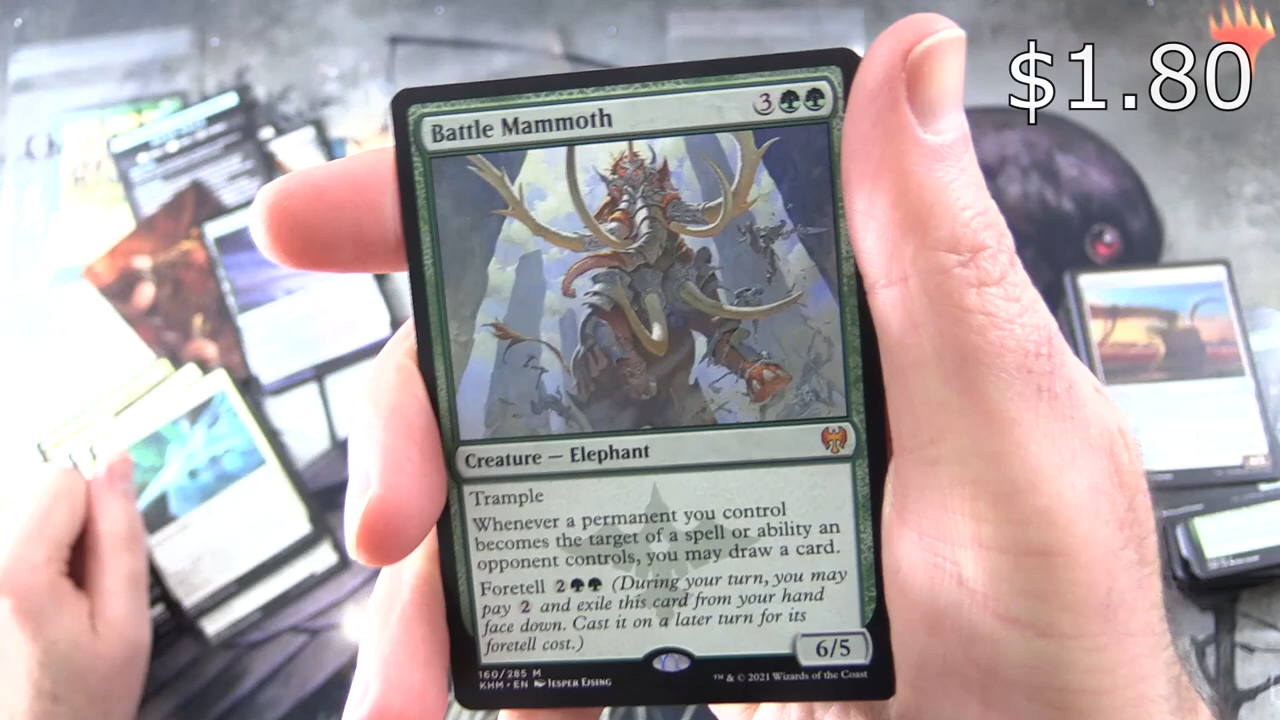 $1.80
Battle Mammoth
3
Creature — Elephant
Trample
Whenever a permanent you control
becomes the target of a spell or ability an
opponent controls, you may draw a card.
Foretell 2 (During your turn, you may
pay 2 and exile this card from your hand
face down. Cast it on a later turn for its
foretell cost.)
6/5
160/285 M
KHM • EN Jesper Ejsing
™ & © 2021 Wizards of the Coast